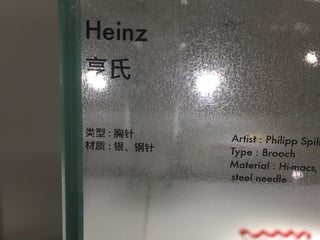 Heinz
亨氏
类型 : 胸针
材质 : 银、钢针
Artist : Philipp
Type : Brooch
Material : Hi-macs,
steel needle